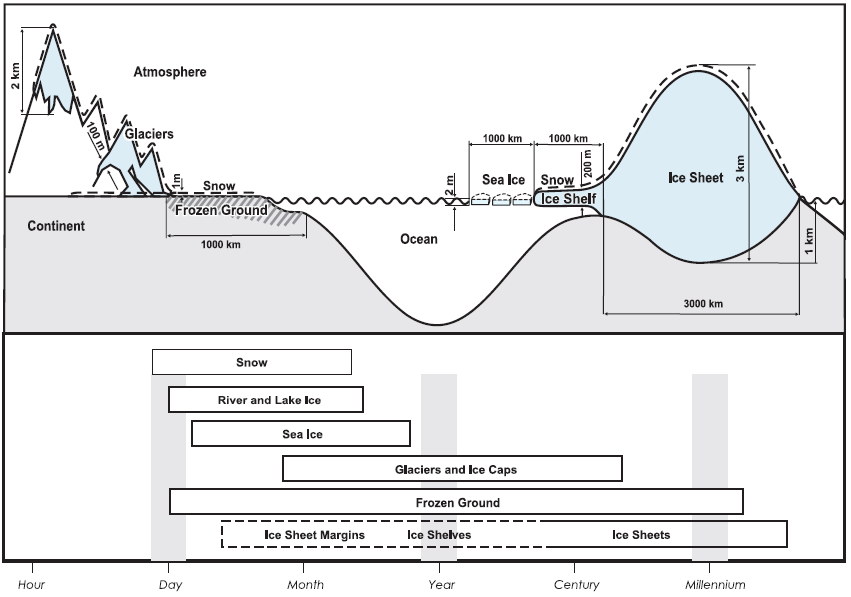 2 km
Atmosphere
100 m
Glaciers
1m
Snow
Frozen Ground
Continent
1000 km
Ocean
2 m
1000 km
1000 km
Sea Ice
Snow
200 m
Ice Shelf
Ice Sheet
3 km
1 km
3000 km
Snow
River and Lake Ice
Sea Ice
Glaciers and Ice Caps
Frozen Ground
Ice Sheet Margins Ice Shelves Ice Sheets
Hour Day Month Year Century Millennium